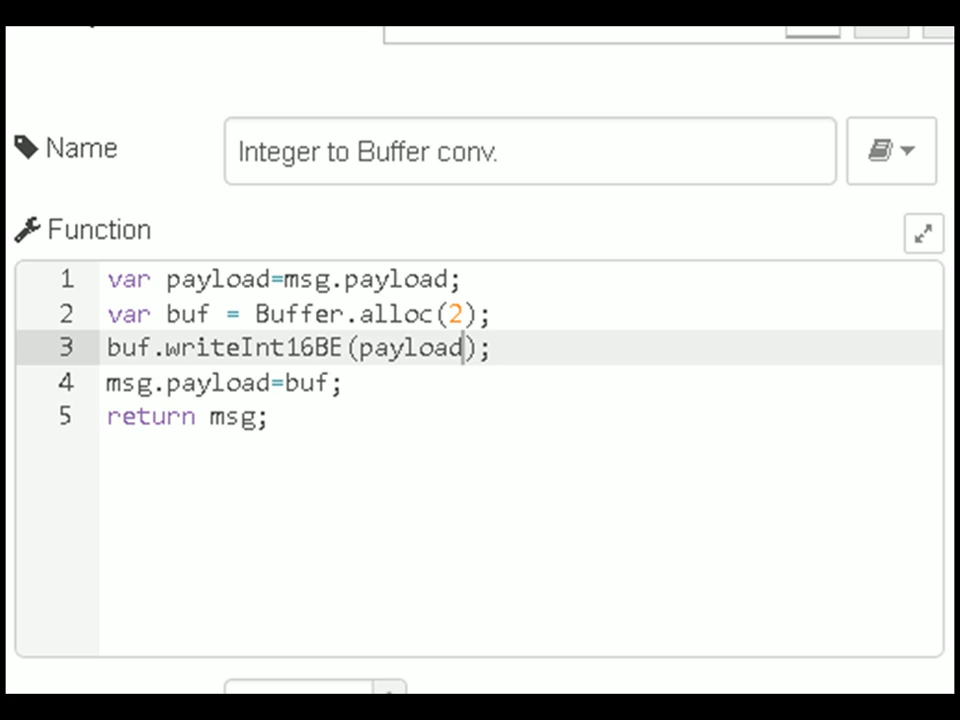 Name
Integer to Buffer conv.
Function
1 var payload=msg.payload;
2 var buf = Buffer.alloc(2);
3 buf.writeInt16BE(payload);
4 msg.payload=buf;
5 return msg;